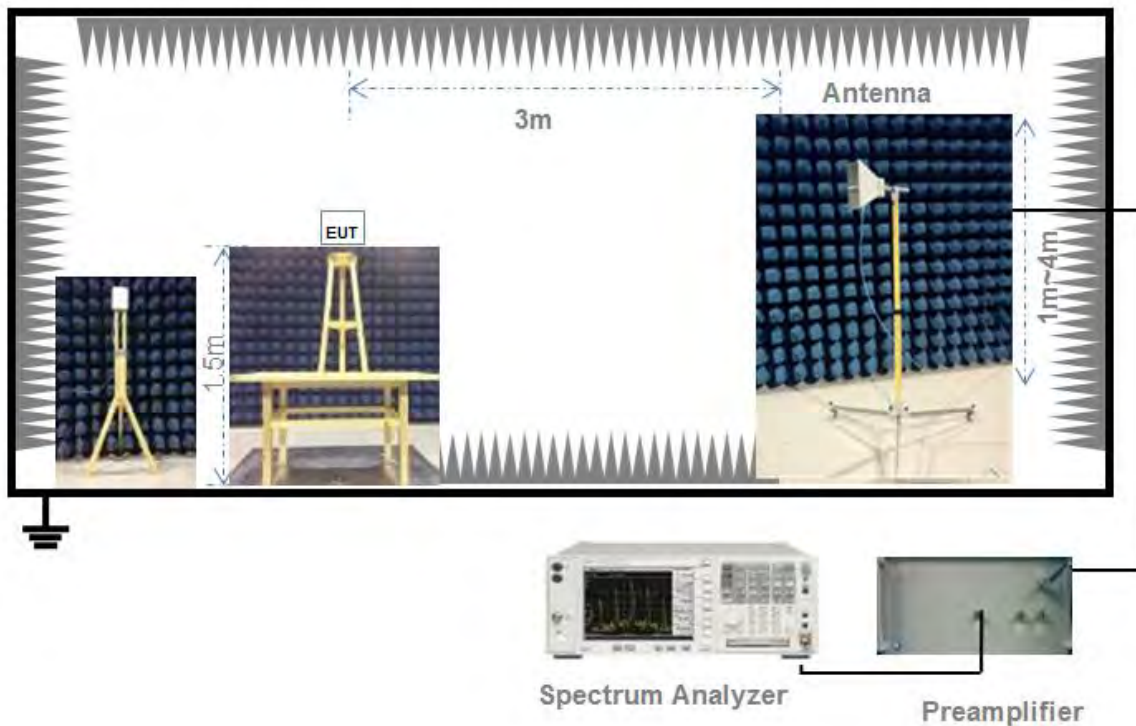 Antenna
3m
EUT
1.5m
1m~4m
Spectrum Analyzer
Preamplifier